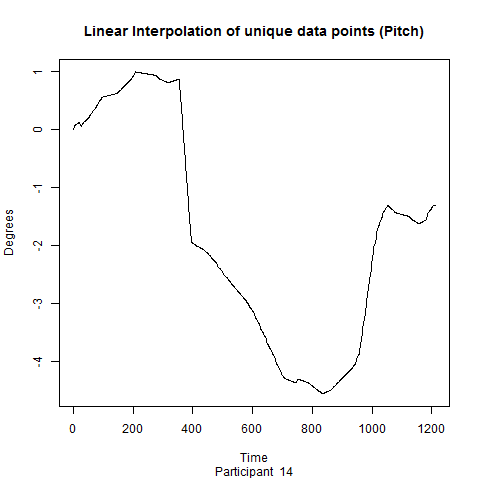 Linear Interpolation of unique data points (Pitch)
1
0
-1
-2
-3
-4
Degrees
0 200 400 600 800 1000 1200
Time
Participant 14